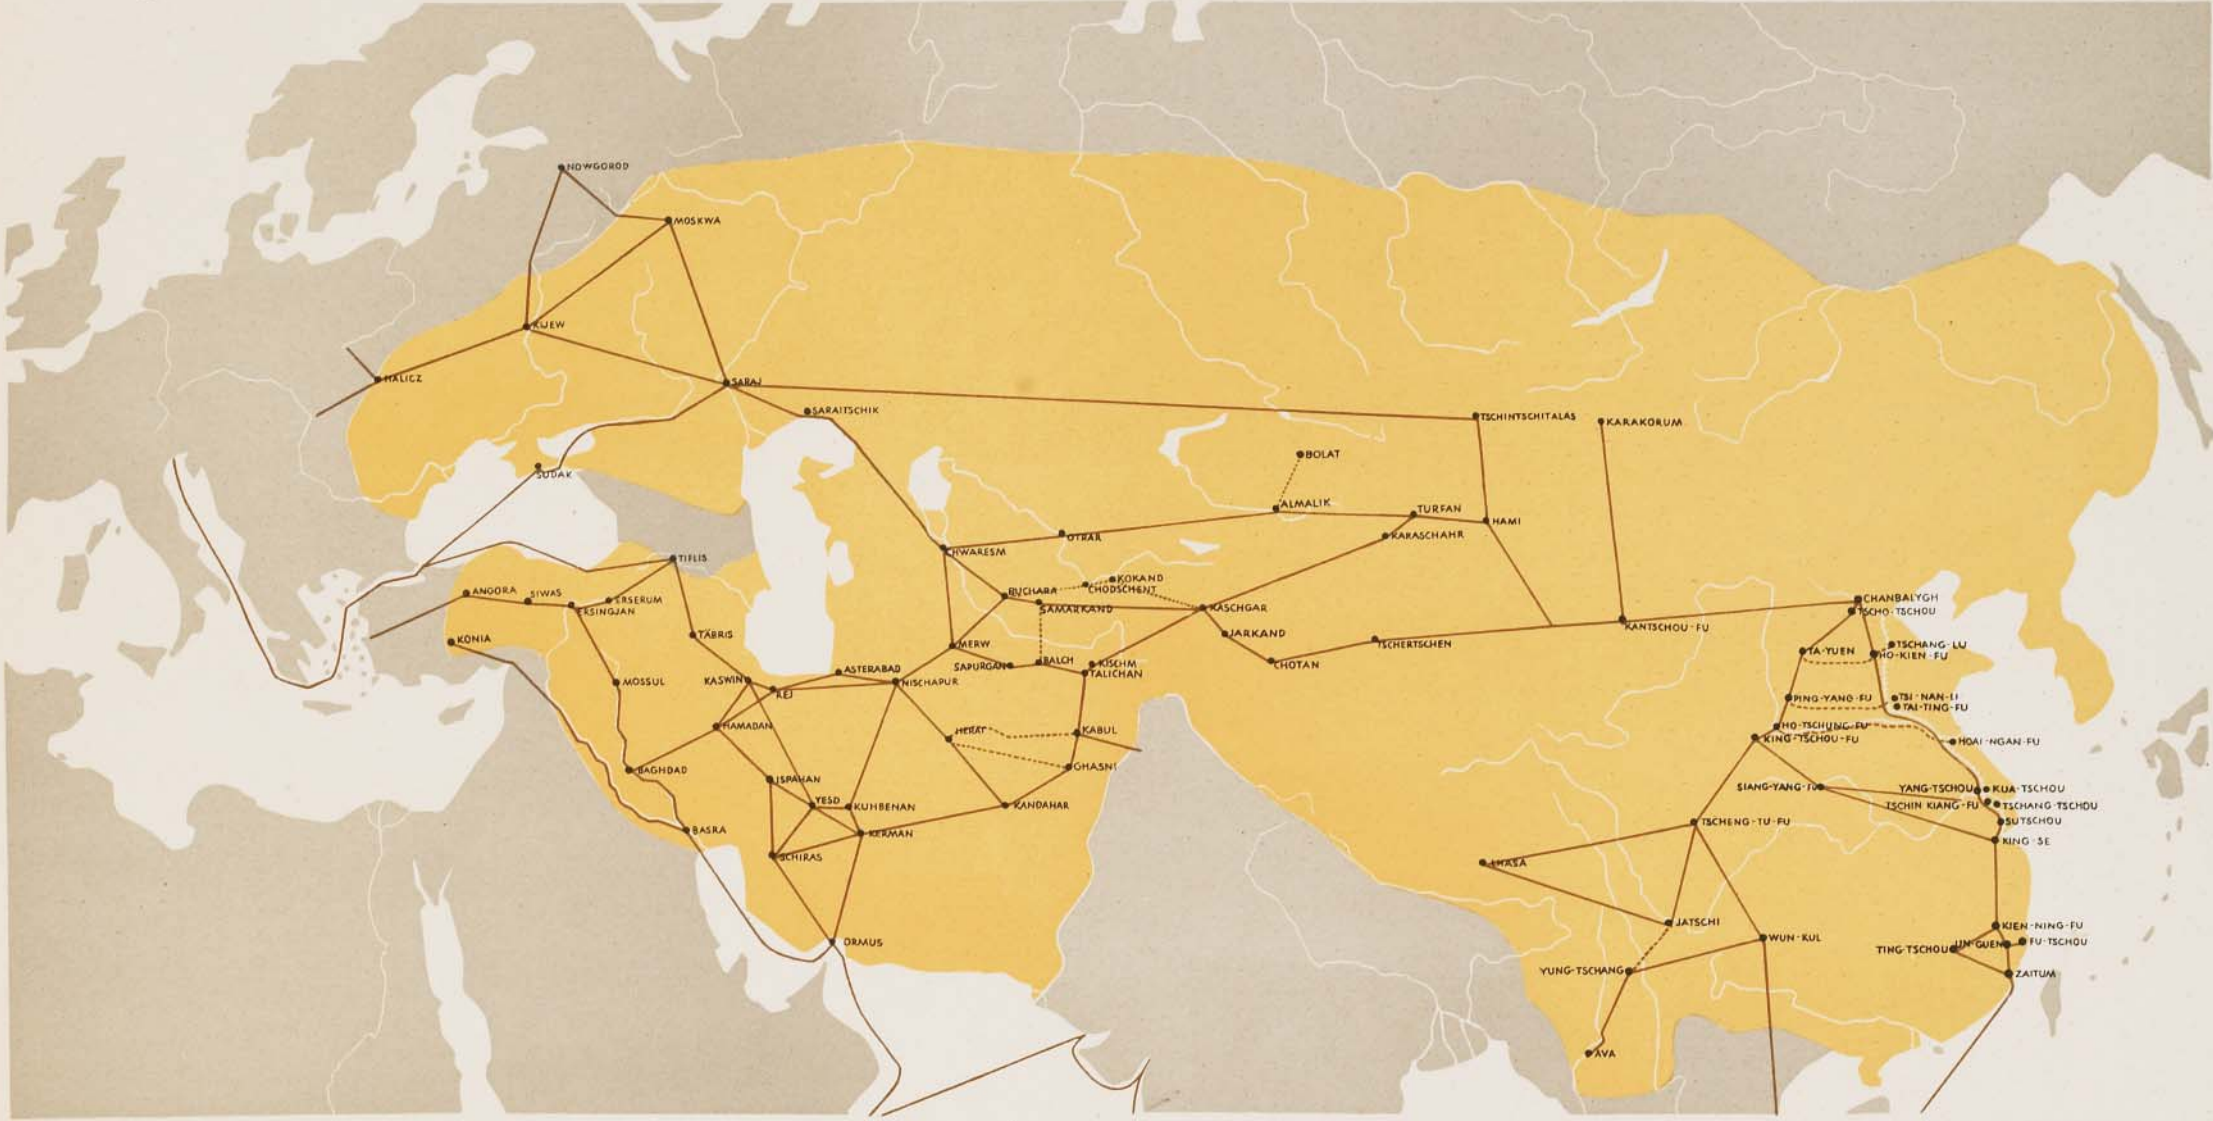 NOWGOROD
MOSKWA
KIJEW
HALICZ
SARAJ
SARAITSCHIK
TSCHINTSCHITALAS
KARAKORUM
SUDAK
BOLAT
ALMALIK
TURFAN
HAMI
OTRAR
KARASCHAHR
CHWARESM
TIFLIS
KOKAND
CHODSCHENT
BUCHARA
SAMARKAND
KASCHGAR
ANGORA
SIWAS
ERSINGJAN
ERSERUM
KONIA
TÄBRIS
JARKAND
KANTSCHOU-FU
CHANBALYGH
TSCHO-TSCHOU
MERW
TSCHERTSCHEN
CHOTAN
SAPURGAN
BALCH
KISCHM
TALICHAN
TA-YUEN
TSCHANG-LU
HO-KIEN-FU
MOSSUL
KASWIN
REJ
ASTERABAD
NISCHAPUR
PING-YANG-FU
TSI-NAN-LI
TAI-TING-FU
HAMADAN
HERAT
KABUL
HO-TSCHUNG-FU
KING-TSCHOU-FU
HOAI-NGAN-FU
BAGHDAD
ISPAHAN
GHASNI
SIANG-YANG-FU
YANG-TSCHOU
KUA-TSCHOU
YESD
KUHBENAN
KANDAHAR
TSCHIN KIANG-FU
TSCHANG-TSCHOU
BASRA
KERMAN
TSCHENG-TU-FU
SUTSCHOU
KING-SE
SCHIRAS
LHASA
JATSCHI
WUN-KUL
KIEN-NING-FU
ORMUS
TING-TSCHOU
UN-GUEN
FU-TSCHOU
YUNG-TSCHANG
ZAITUM
AVA